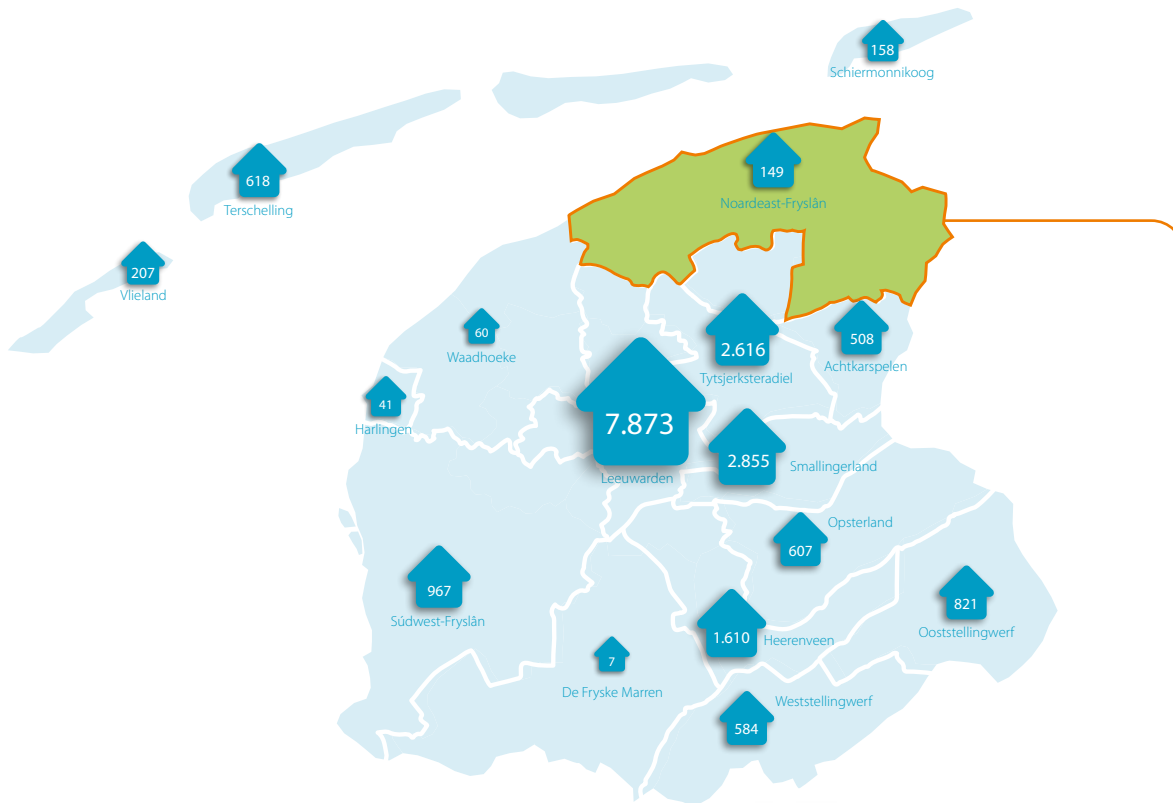 158
Schiermonnikoog
149
Noardeast-Fryslân
618
Terschelling
207
Vlieland
60
Waadhoeke
2.616
Tytsjerksteradiel
508
Achtkarspelen
41
Harlingen
7.873
Leeuwarden
2.855
Smallingerland
Opsterland
607
967
Súdwest-Fryslân
821
Ooststellingwerf
1.610
Heerenveen
7
De Fryske Marren
Weststellingwerf
584